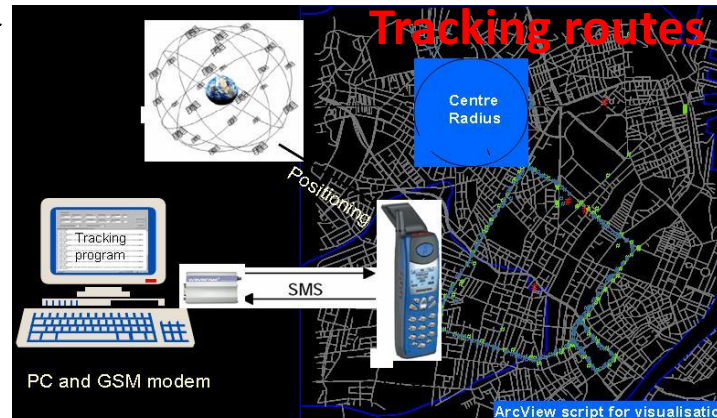 Tracking routes
Centre
Radius
Positioning
Tracking
program
SMS
PC and GSM modem
ArcView script for visualisatio